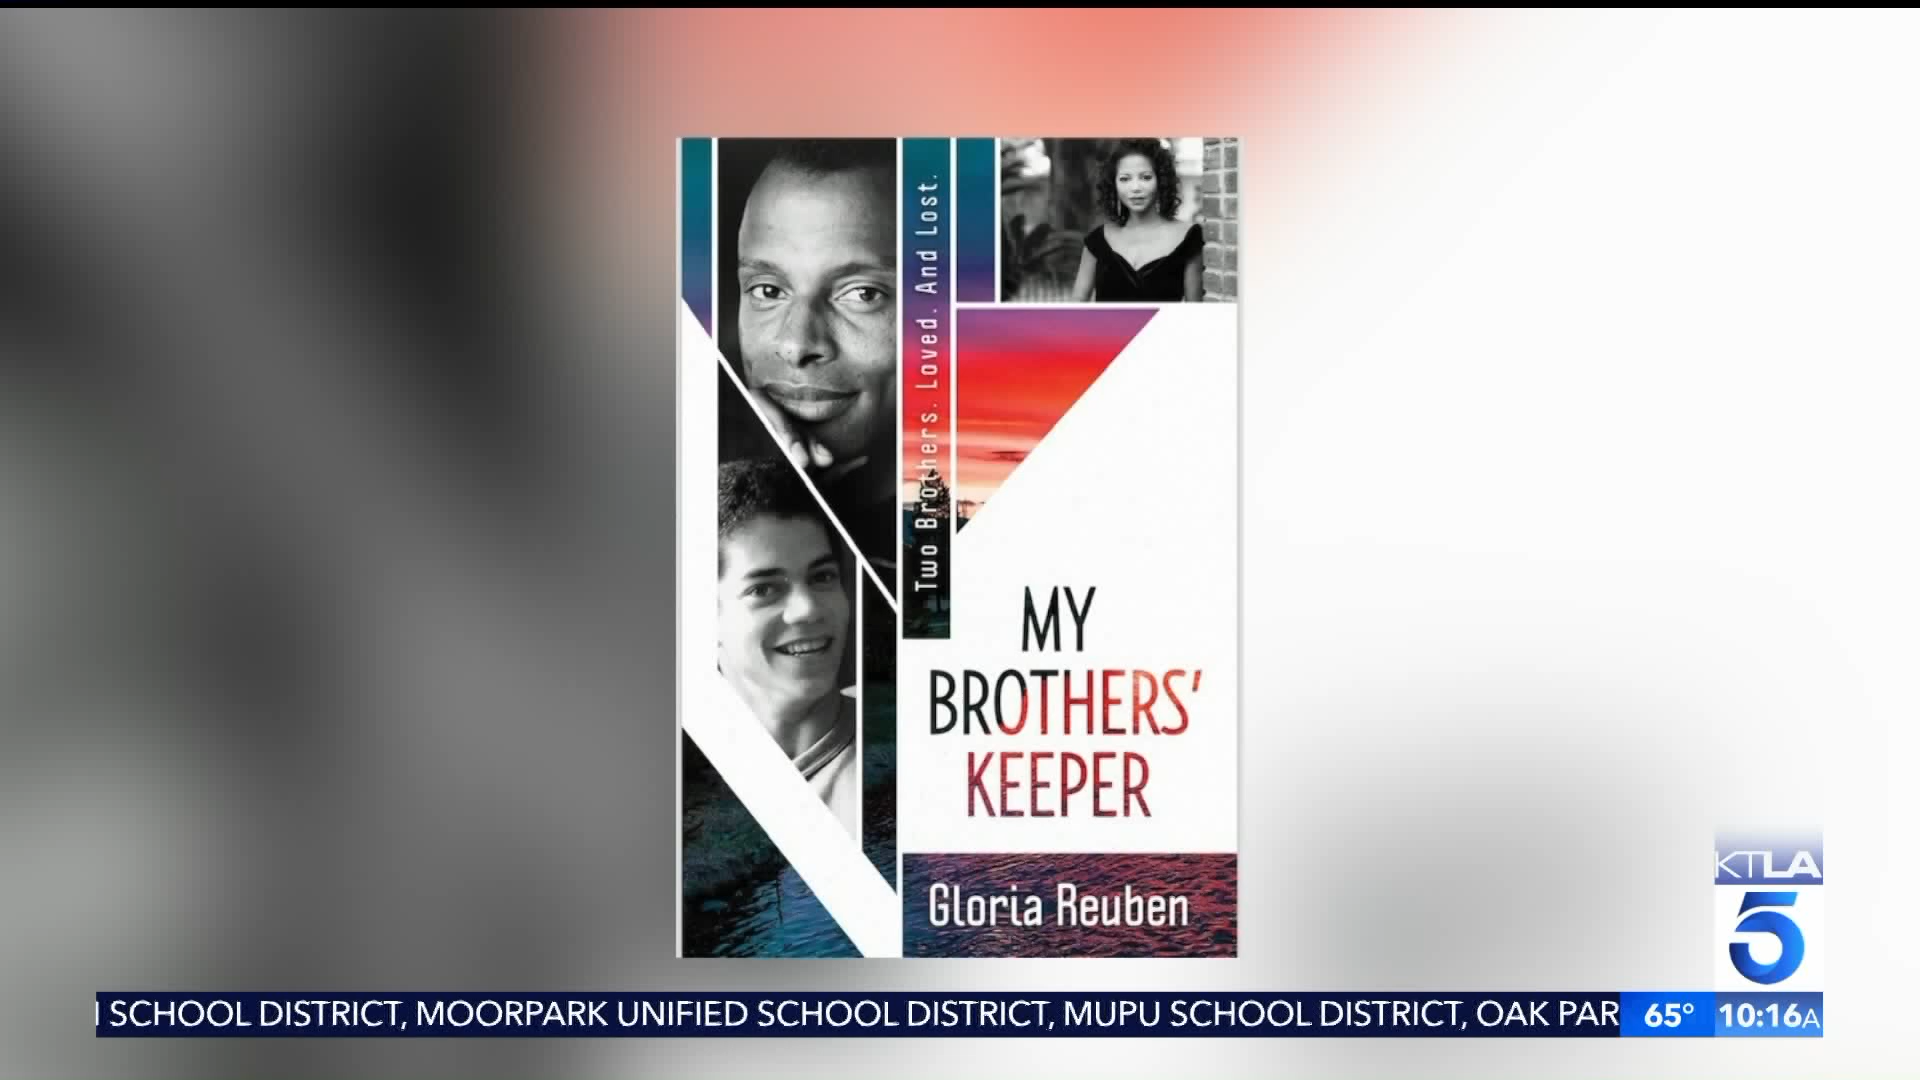 Two Brothers. Loved. And Lost.
MY
BROTHERS'
KEEPER
Gloria Reuben
KTLA
5
SCHOOL DISTRICT, MOORPARK UNIFIED SCHOOL DISTRICT, MUPU SCHOOL DISTRICT, OAK PAR
65°
10:16A